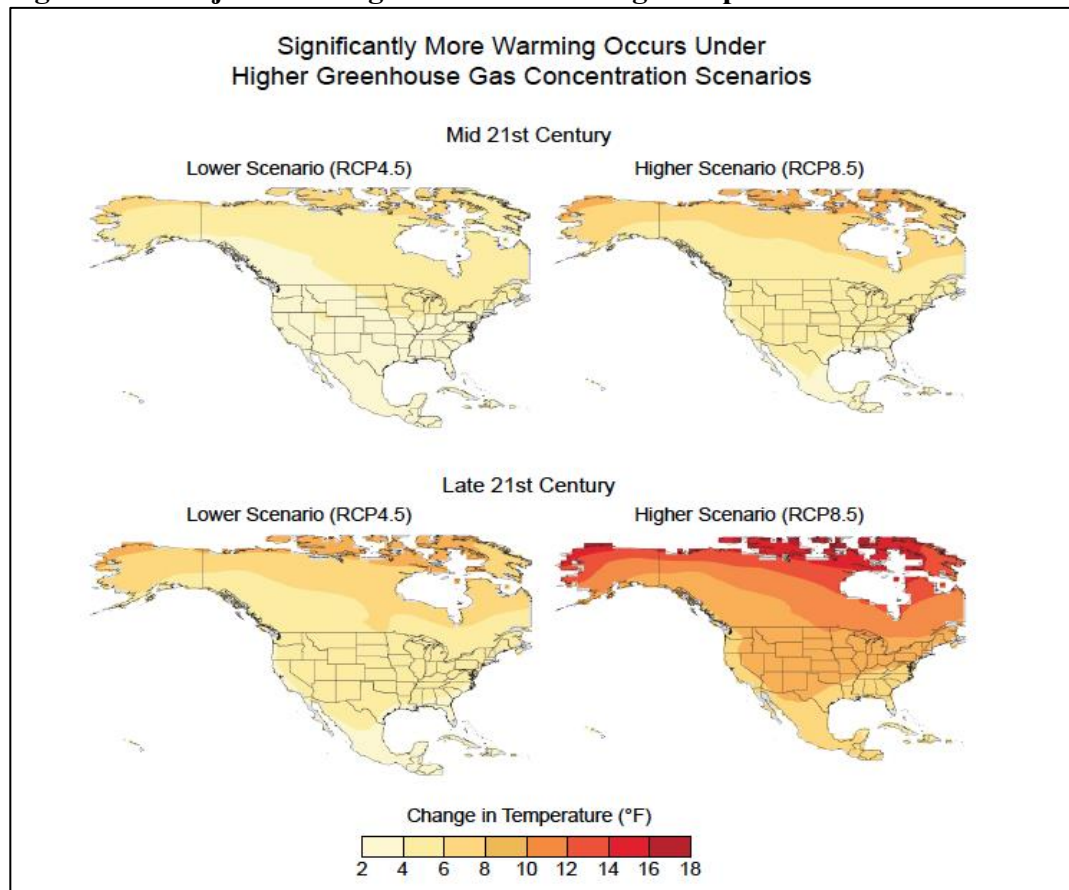 Significantly More Warming Occurs Under
Higher Greenhouse Gas Concentration Scenarios
Mid 21st Century
Lower Scenario (RCP4.5)
Higher Scenario (RCP8.5)
Late 21st Century
Lower Scenario (RCP4.5)
Higher Scenario (RCP8.5)
Change in Temperature (°F)
2 4 6 8 10 12 14 16 18